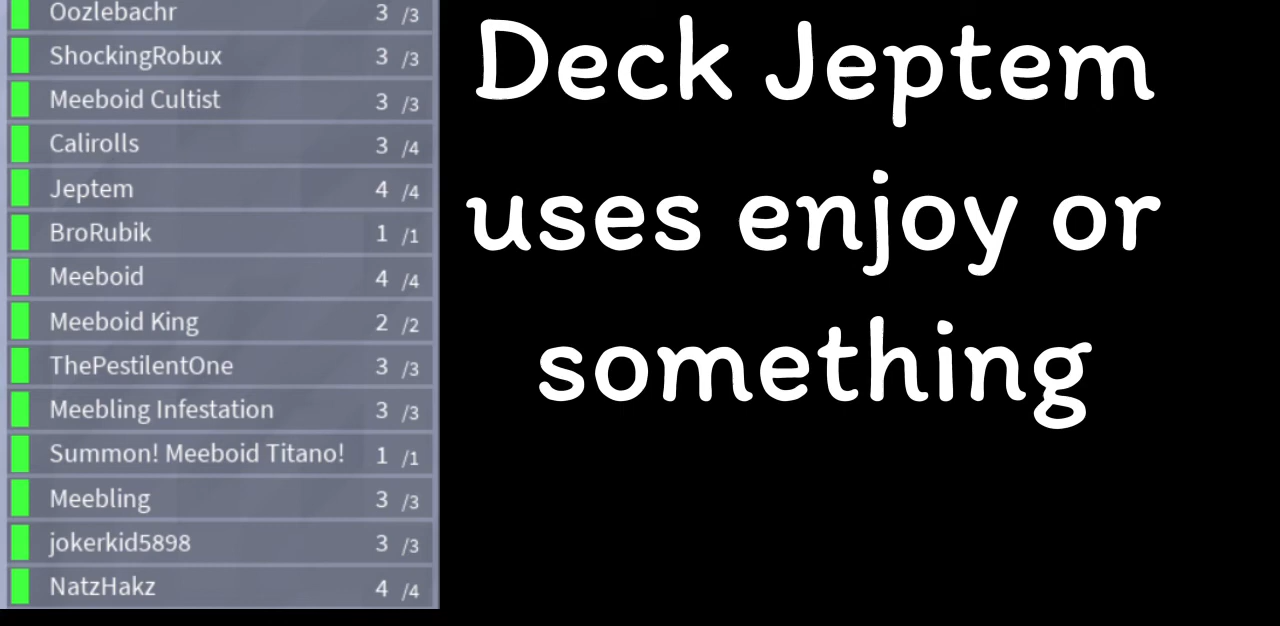 Oozlebachr 3 /3
ShockingRobux 3 /3
Meeboid Cultist 3 /3
Calirolls 3 /4
Jeptem 4 /4
BroRubik 1 /1
Meeboid 4 /4
Meeboid King 2 /2
ThePestilentOne 3 /3
Meebling Infestation 3 /3
Summon! Meeboid Titano! 1 /1
Meebling 3 /3
jokerkid5898 3 /3
NatzHakz 4 /4
Deck Jeptem
uses enjoy or
something